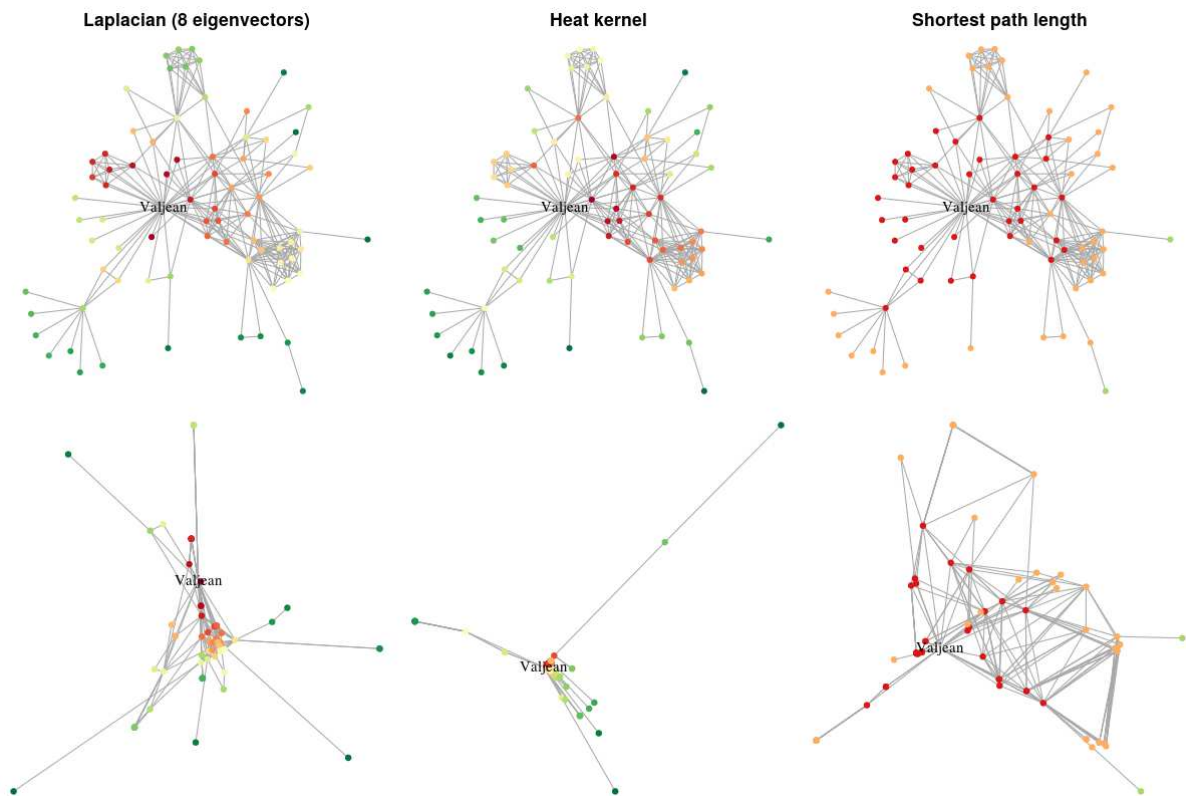 Laplacian (8 eigenvectors)
Heat kernel
Shortest path length
Valjean
Valjean
Valjean
Valjean
Valjean
Valjean